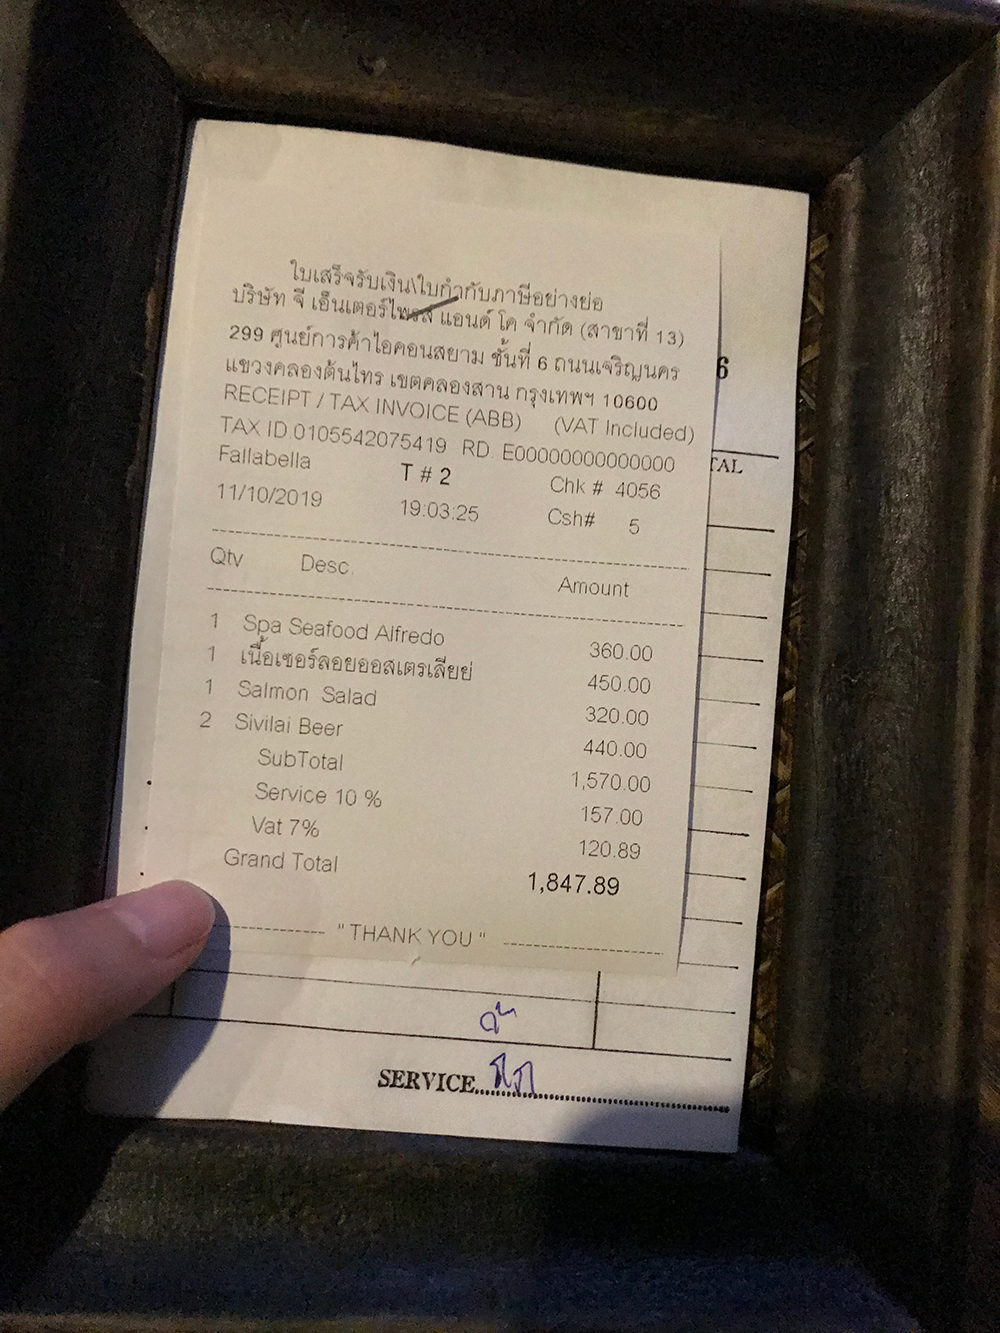 ใบเสร็จรับเงิน\ใบกำกับภาษีอย่างย่อ
บริษัท จี เอ็นเตอร์ไพรส แอนด์ โค จำกัด (สาขาที่ 13)
299 ศูนย์การค้าไอคอนสยาม ชั้นที่ 6 ถนนเจริญนคร
แขวงคลองต้นไทร เขตคลองสาน กรุงเทพฯ 10600
RECEIPT / TAX INVOICE (ABB) (VAT Included)
TAX ID.0105542075419 RD. E00000000000000
Fallabella T # 2 Chk # 4056
11/10/2019 19:03:25 Csh# 5
Qty Desc. Amount
1 Spa Seafood Alfredo 360.00
1 เนื้อเซอร์ลอยออสเตรเลียย่ 450.00
1 Salmon Salad 320.00
2 Sivilai Beer 440.00
SubTotal 1,570.00
Service 10 % 157.00
Vat 7% 120.89
Grand Total 1,847.89
" THANK YOU "
6
TAL
SERVICE